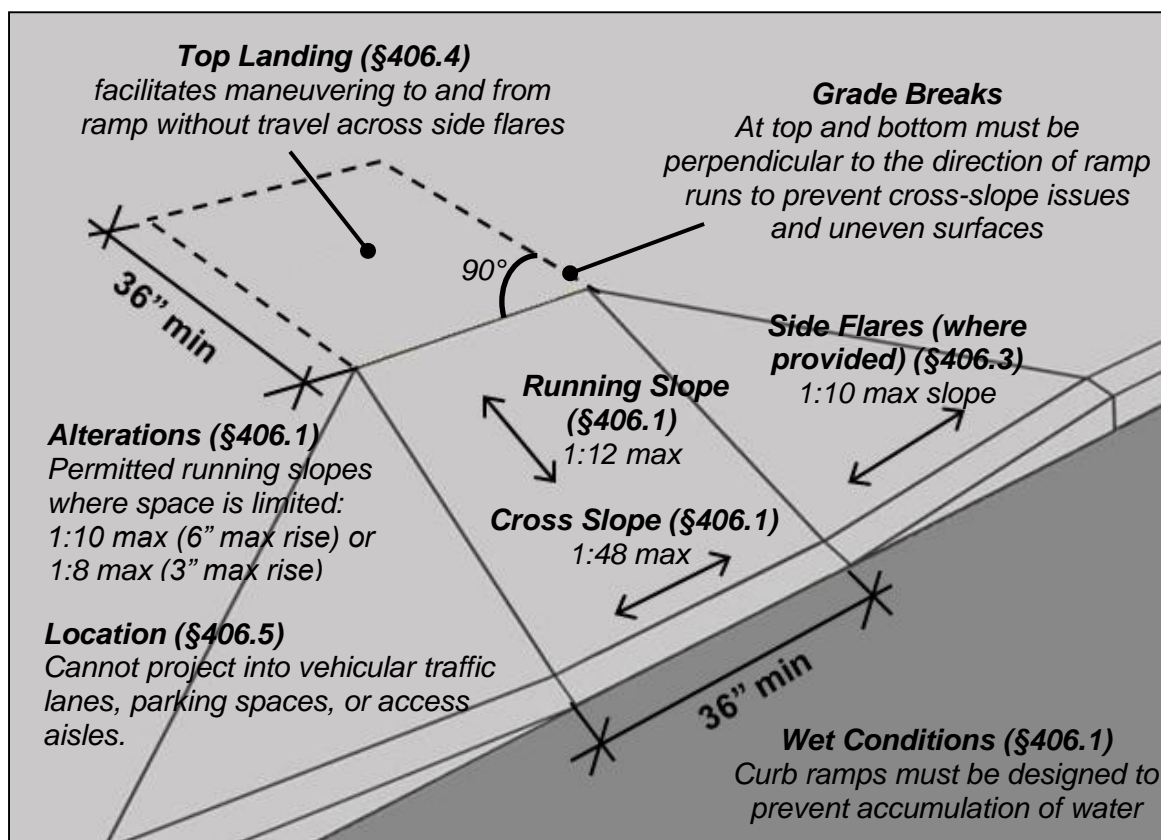 Top Landing (§406.4)
facilitates maneuvering to and from
ramp without travel across side flares
Grade Breaks
At top and bottom must be
perpendicular to the direction of ramp
runs to prevent cross-slope issues
and uneven surfaces
90°
36” min
Side Flares (where
provided) (§406.3)
1:10 max slope
Running Slope
(§406.1)
1:12 max
Alterations (§406.1)
Permitted running slopes
where space is limited:
1:10 max (6” max rise) or
1:8 max (3” max rise)
Cross Slope (§406.1)
1:48 max
Location (§406.5)
Cannot project into vehicular traffic
lanes, parking spaces, or access
aisles.
36” min
Wet Conditions (§406.1)
Curb ramps must be designed to
prevent accumulation of water